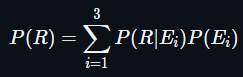 P(R) = \sum_{i=1}^{3} P(R|E_i)P(E_i)